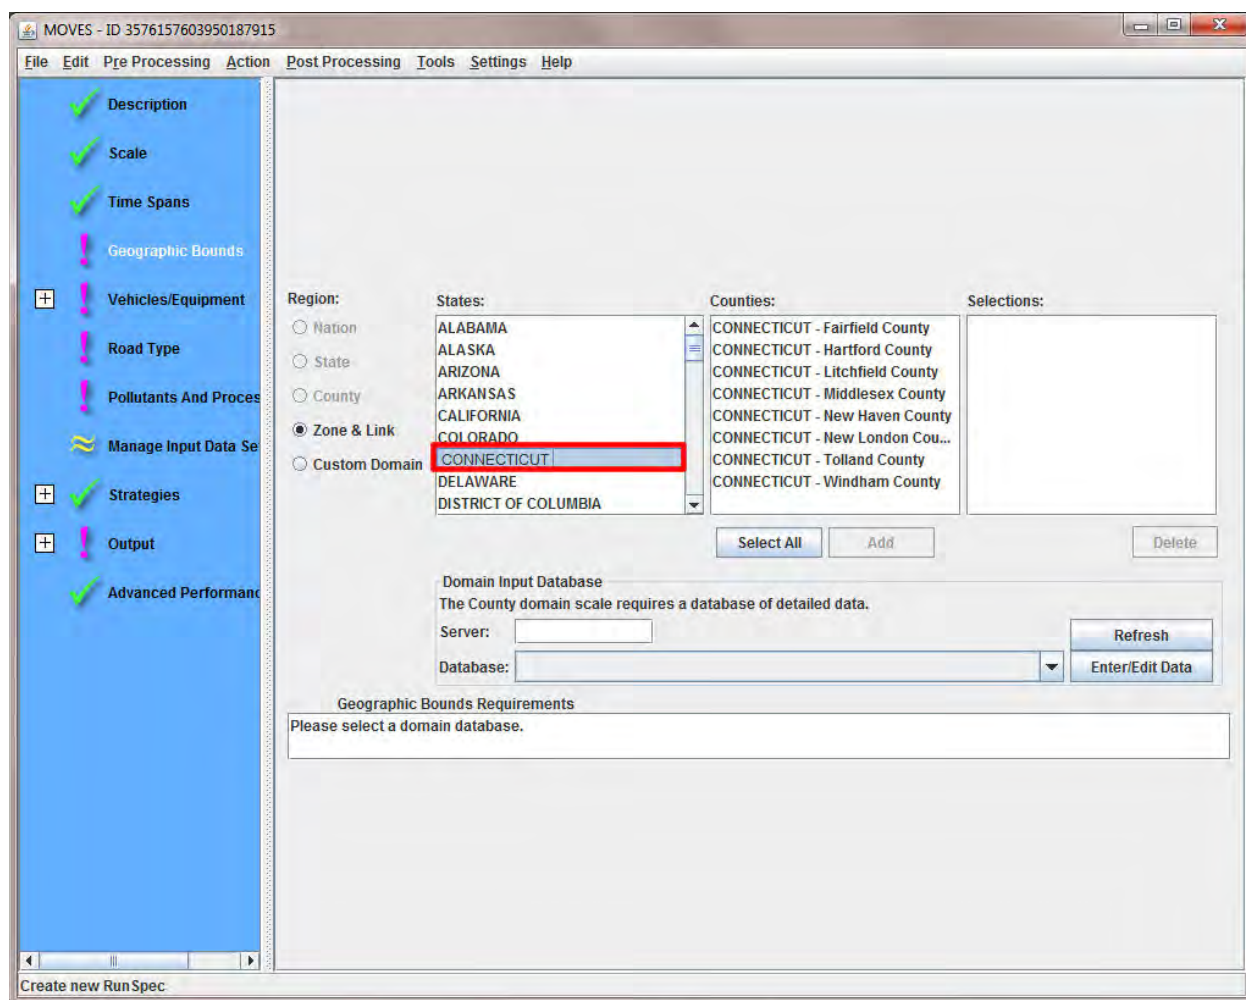 MOVES - ID 3576157603950187915
File Edit Pre Processing Action Post Processing Tools Settings Help
Description
Scale
Time Spans
Geographic Bounds
Vehicles/Equipment
Road Type
Pollutants And Proces
Manage Input Data Se
Strategies
Output
Advanced Performanc
Region:
Nation
State
County
Zone & Link
Custom Domain
States:
ALABAMA
ALASKA
ARIZONA
ARKANSAS
CALIFORNIA
COLORADO
CONNECTICUT
DELAWARE
DISTRICT OF COLUMBIA
Counties:
CONNECTICUT - Fairfield County
CONNECTICUT - Hartford County
CONNECTICUT - Litchfield County
CONNECTICUT - Middlesex County
CONNECTICUT - New Haven County
CONNECTICUT - New London Cou...
CONNECTICUT - Tolland County
CONNECTICUT - Windham County
Selections:
Select All Add Delete
Domain Input Database
The County domain scale requires a database of detailed data.
Server: Refresh
Database: Enter/Edit Data
Geographic Bounds Requirements
Please select a domain database.
Create new RunSpec